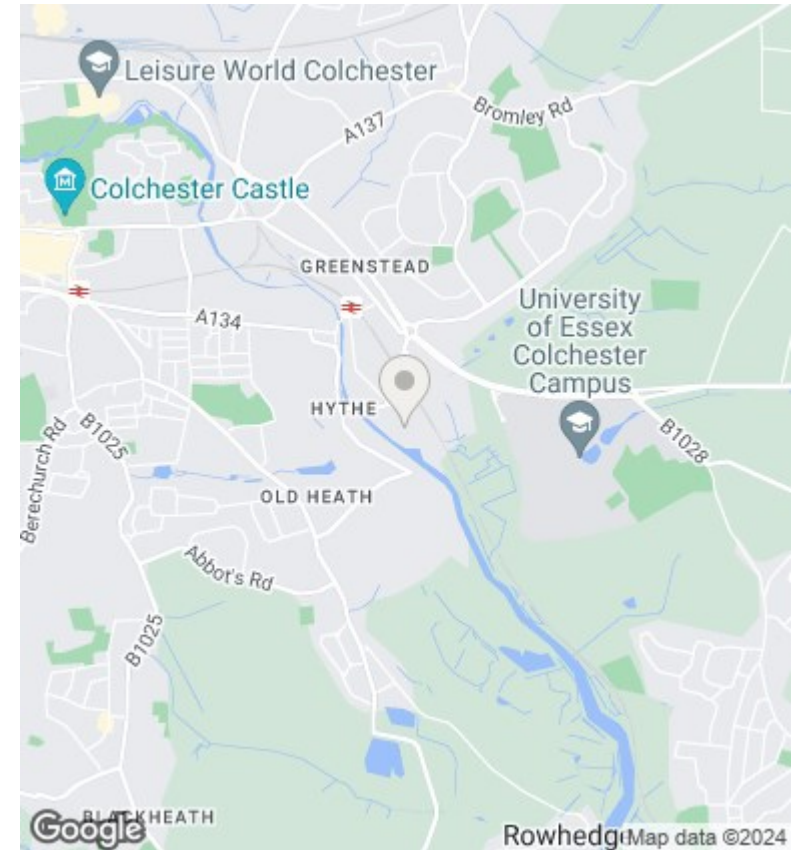 Leisure World Colchester
Bromley Rd
A137
Colchester Castle
GREENSTEAD
University
of Essex
Colchester
Campus
A134
HYTHE
B1028
B1025
Berechurch Rd
OLD HEATH
Abbot's Rd
B1025
BLACKHEATH
Google
Rowhedge
Map data ©2024